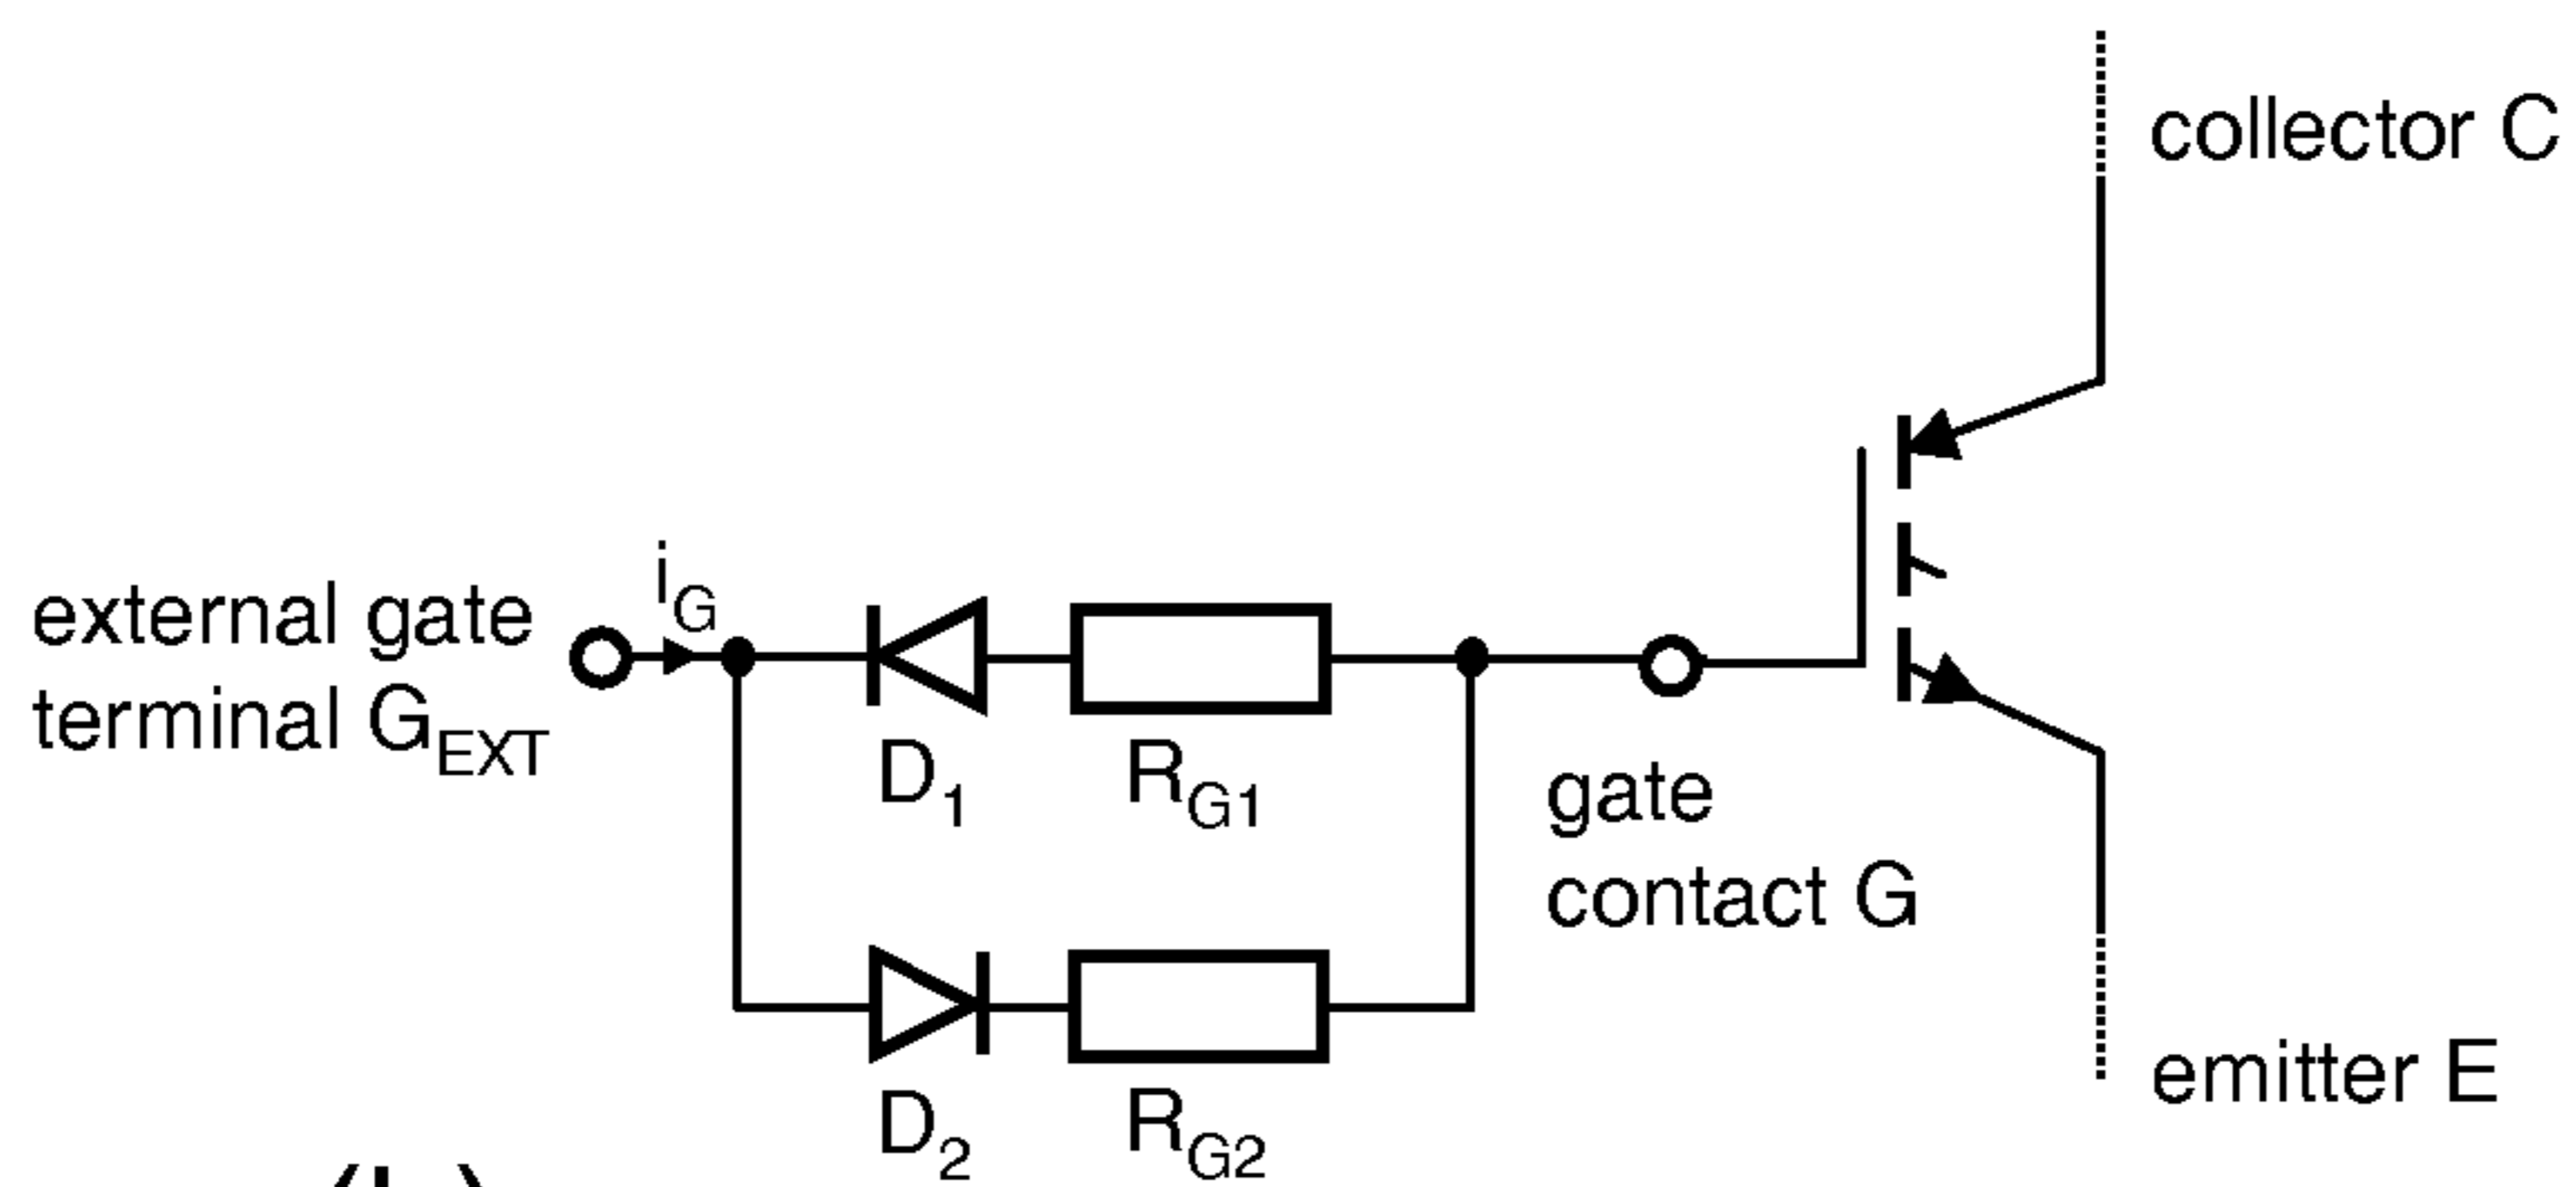 collector C
iG
external gate
terminal GEXT
D1
RG1
gate
contact G
D2
RG2
emitter E